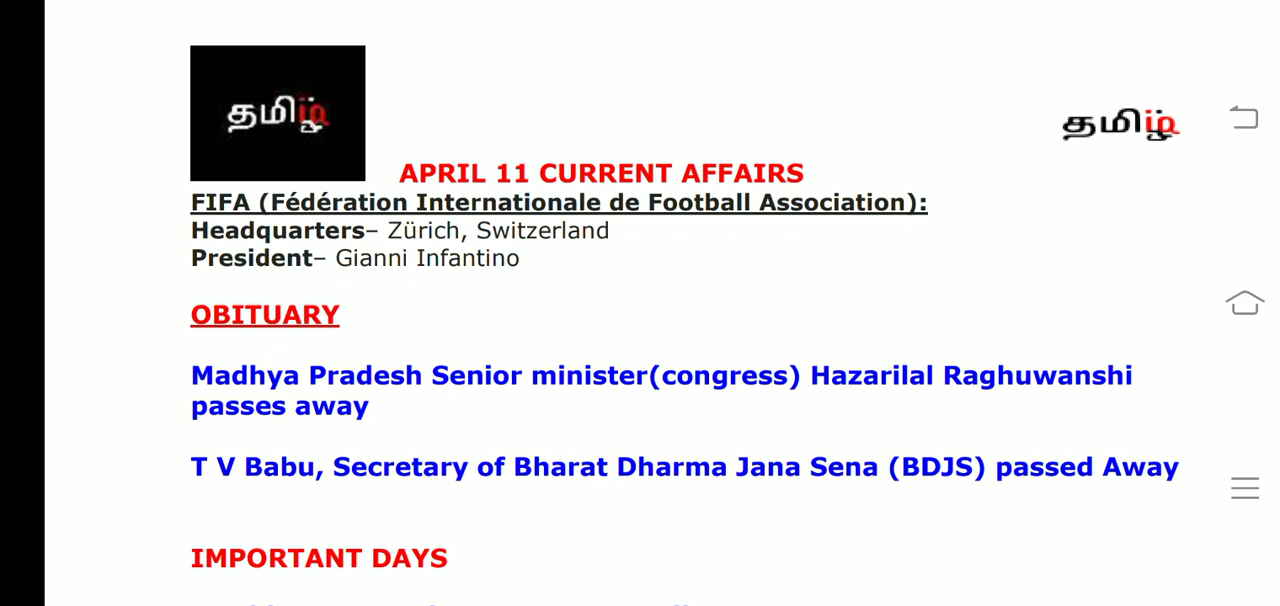 தமிழ்
தமிழ்
APRIL 11 CURRENT AFFAIRS
FIFA (Fédération Internationale de Football Association):
Headquarters– Zürich, Switzerland
President– Gianni Infantino
OBITUARY
Madhya Pradesh Senior minister(congress) Hazarilal Raghuwanshi
passes away
T V Babu, Secretary of Bharat Dharma Jana Sena (BDJS) passed Away
IMPORTANT DAYS